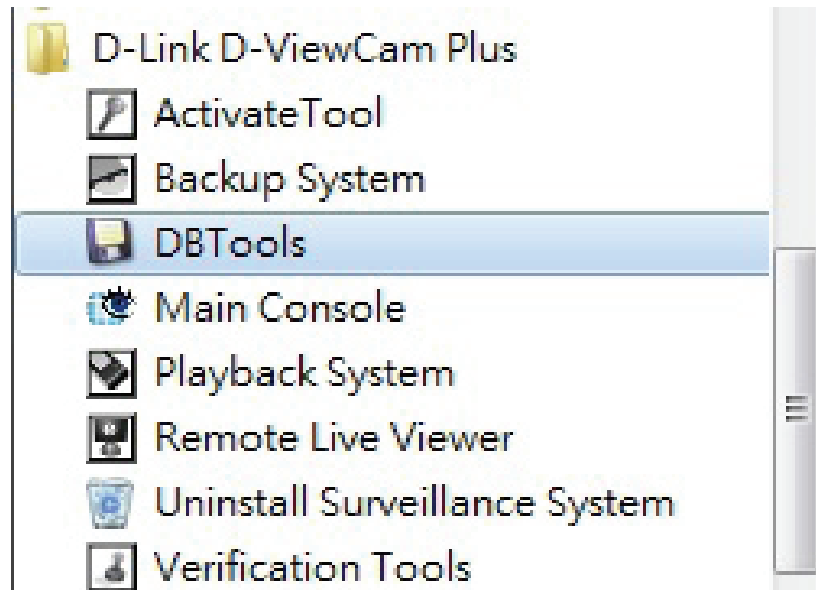 D-Link D-ViewCam Plus
ActivateTool
Backup System
DBTools
Main Console
Playback System
Remote Live Viewer
Uninstall Surveillance System
Verification Tools